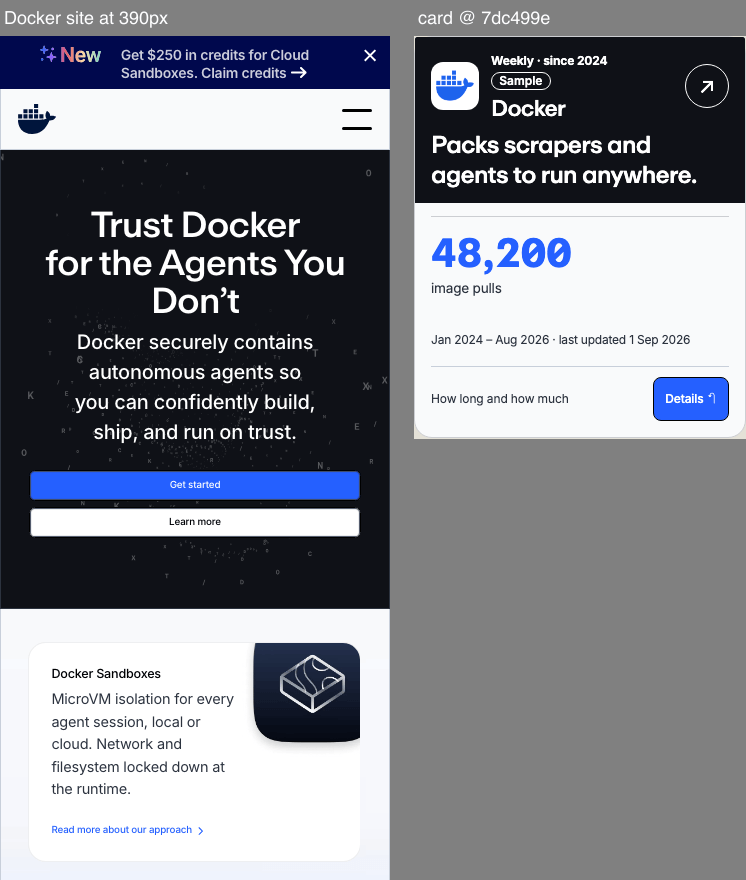 Docker site at 390px
New
Get $250 in credits for Cloud
Sandboxes. Claim credits →
Trust Docker
for the Agents You
Don’t
Docker securely contains
autonomous agents so
you can confidently build,
ship, and run on trust.
Get started
Learn more
Docker Sandboxes
MicroVM isolation for every
agent session, local or
cloud. Network and
filesystem locked down at
the runtime.
Read more about our approach
card @ 7dc499e
Weekly · since 2024
Sample
Docker
Packs scrapers and
agents to run anywhere.
48,200
image pulls
Jan 2024 – Aug 2026 · last updated 1 Sep 2026
How long and how much
Details